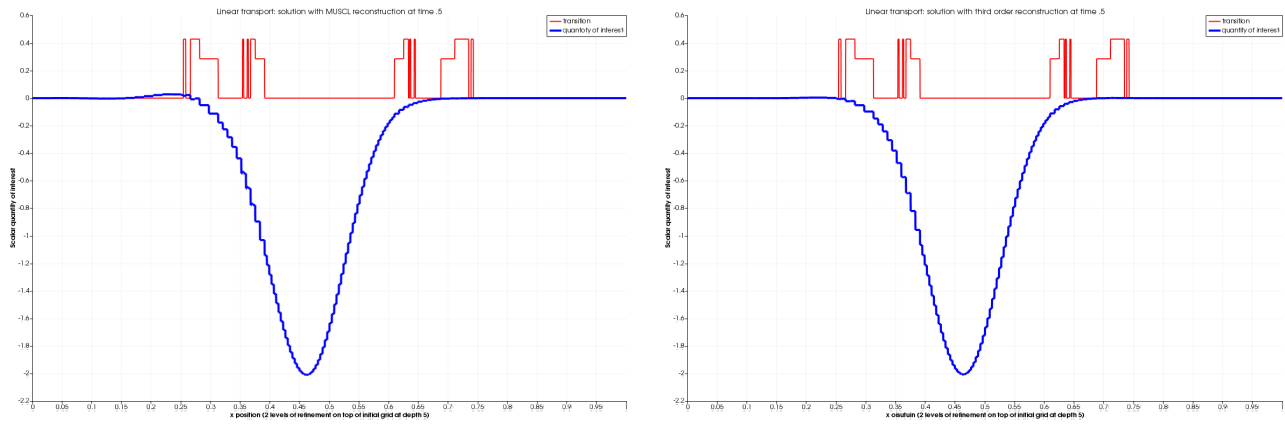 Linear transport: solution with MUSCL reconstruction at time .5
transition
quantofy of interest
0.6
0.4
0.2
0
-0.2
-0.4
-0.6
-0.8
-1
-1.2
-1.4
-1.6
-1.8
-2
-2.2
Scalar quantity of interest
0 0.05 0.1 0.15 0.2 0.25 0.3 0.35 0.4 0.45 0.5 0.55 0.6 0.65 0.7 0.75 0.8 0.85 0.9 0.95 1
x position (2 levels of refinement on top of initial grid at depth 5)
Linear transport: solution with third order reconstruction at time .5
transition
quantity of interest
0.6
0.4
0.2
0
-0.2
-0.4
-0.6
-0.8
-1
-1.2
-1.4
-1.6
-1.8
-2
-2.2
Scalar quantity of interest
0 0.05 0.1 0.15 0.2 0.25 0.3 0.35 0.4 0.45 0.5 0.55 0.6 0.65 0.7 0.75 0.8 0.85 0.9 0.95 1
x oisutuin (2 levels of refinement on top of initial grid at depth 5)